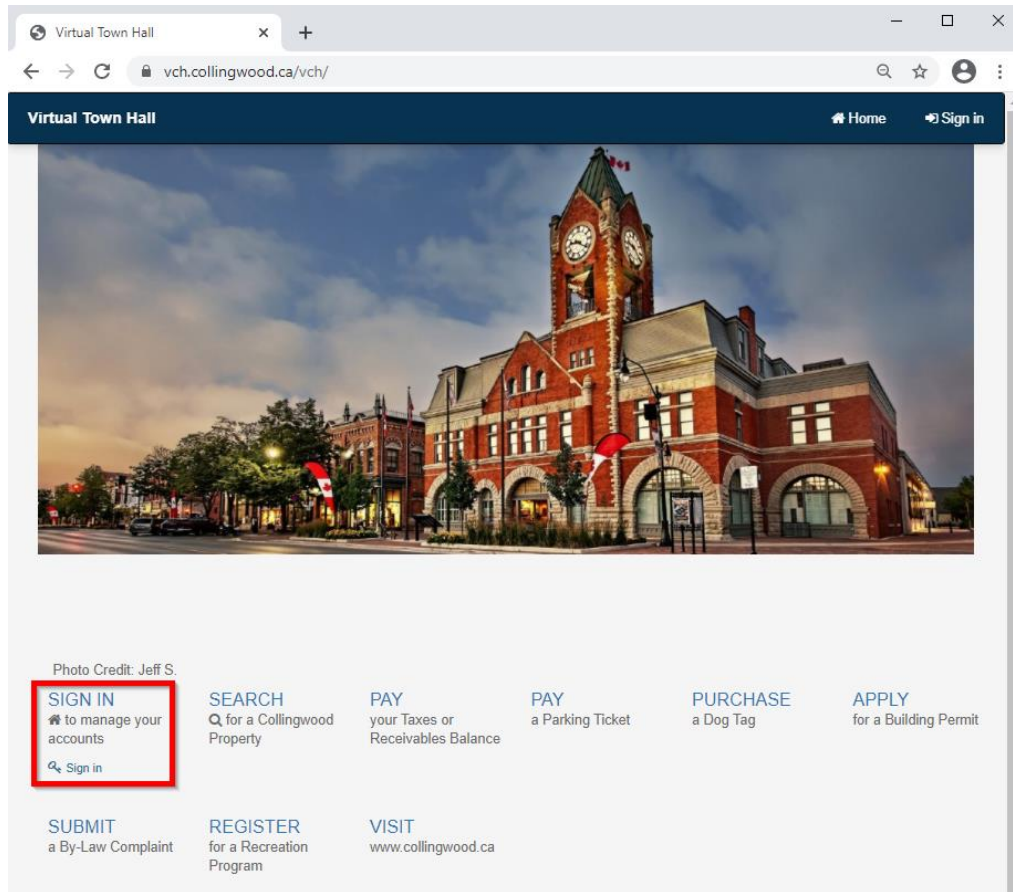 Virtual Town Hall
vch.collingwood.ca/vch/
Virtual Town Hall
Home
Sign in
Photo Credit: Jeff S.
SIGN IN
to manage your
accounts
Sign in
SEARCH
for a Collingwood
Property
PAY
your Taxes or
Receivables Balance
PAY
a Parking Ticket
PURCHASE
a Dog Tag
APPLY
for a Building Permit
SUBMIT
a By-Law Complaint
REGISTER
for a Recreation
Program
VISIT
www.collingwood.ca